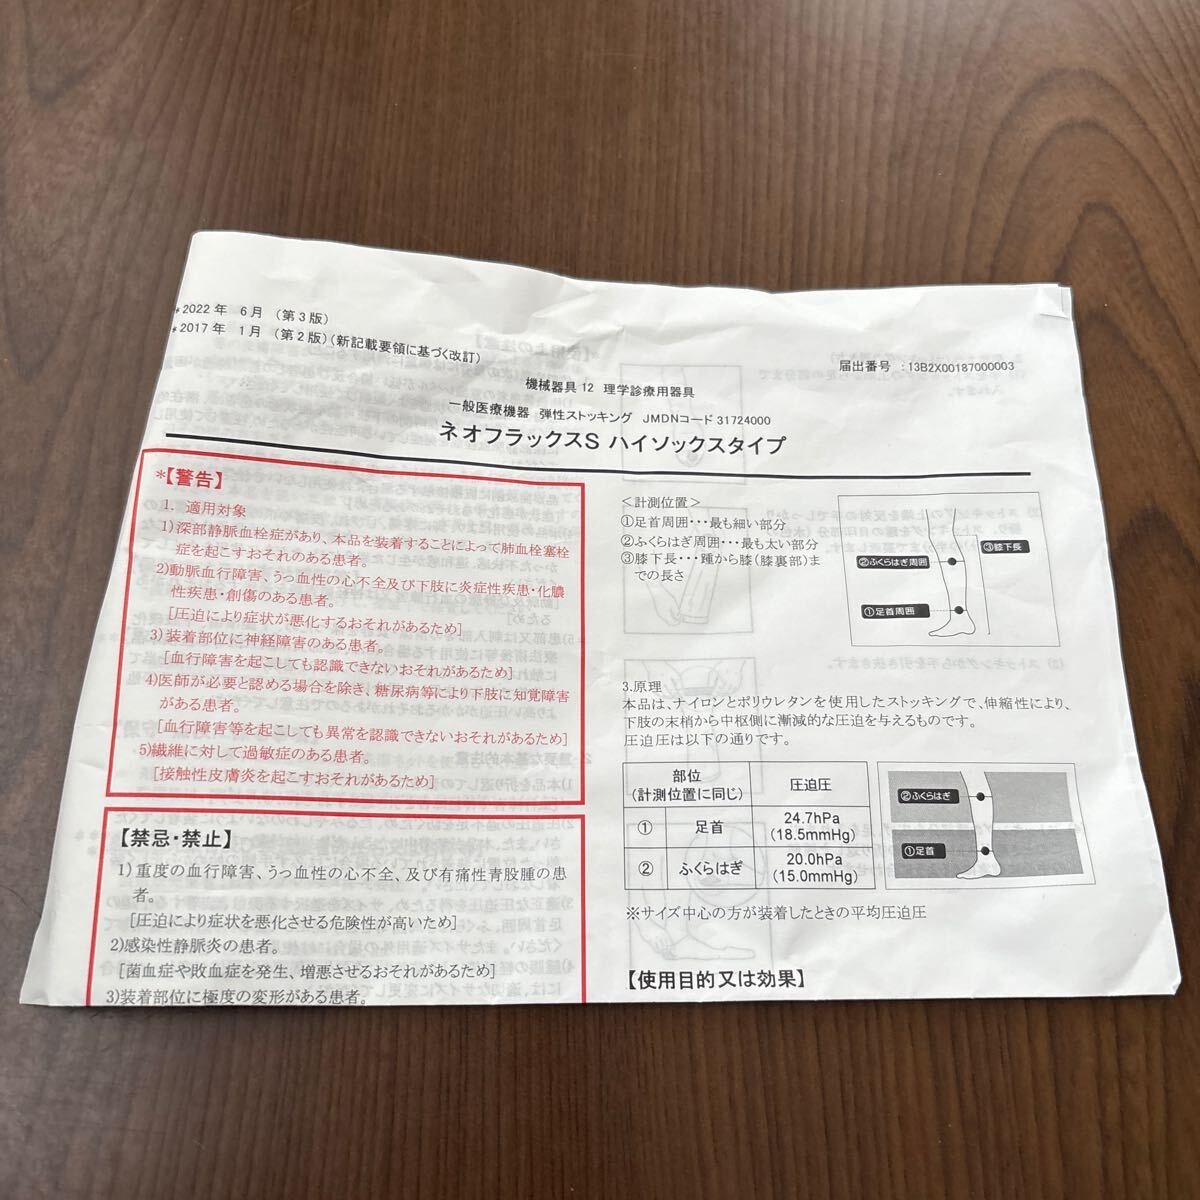 *2022年 6月 (第3版)
*2017年 1月 (第2版)(新記載要領に基づく改訂)
届出番号 :13B2X00187000003
機械器具 12 理学診療用器具
一般医療機器 弾性ストッキング JMDNコード 31724000
ネオフラックスS ハイソックスタイプ
*【警告】
1. 適用対象
1)深部静脈血栓症があり、本品を装着することによって肺血栓塞栓
症を起こすおそれのある患者。
2)動脈血行障害、うっ血性の心不全及び下肢に炎症性疾患・化膿
性疾患・創傷のある患者。
[圧迫により症状が悪化するおそれがあるため]
3)装着部位に神経障害のある患者。
[血行障害を起こしても認識できないおそれがあるため]
4)医師が必要と認める場合を除き、糖尿病等により下肢に知覚障害
がある患者。
[血行障害等を起こしても異常を認識できないおそれがあるため]
5)繊維に対して過敏症のある患者。
[接触性皮膚炎を起こすおそれがあるため]
【禁忌・禁止】
1)重度の血行障害、うっ血性の心不全、及び有痛性青股腫の患
者。
[圧迫により症状を悪化させる危険性が高いため]
2)感染性静脈炎の患者。
[菌血症や敗血症を発生、増悪させるおそれがあるため]
3)装着部位に極度の変形がある患者。
<計測位置>
①足首周囲・・・最も細い部分
②ふくらはぎ周囲・・・最も太い部分
③膝下長・・・踵から膝(膝裏部)ま
での長さ
③膝下長
②ふくらはぎ周囲
①足首周囲
3.原理
本品は、ナイロンとポリウレタンを使用したストッキングで、伸縮性により、
下肢の末梢から中枢側に漸減的な圧迫を与えるものです。
圧迫圧は以下の通りです。
部位
(計測位置に同じ)
圧迫圧
① 足首 24.7hPa
(18.5mmHg)
② ふくらはぎ 20.0hPa
(15.0mmHg)
②ふくらはぎ
①足首
※サイズ中心の方が装着したときの平均圧迫圧
【使用目的又は効果】